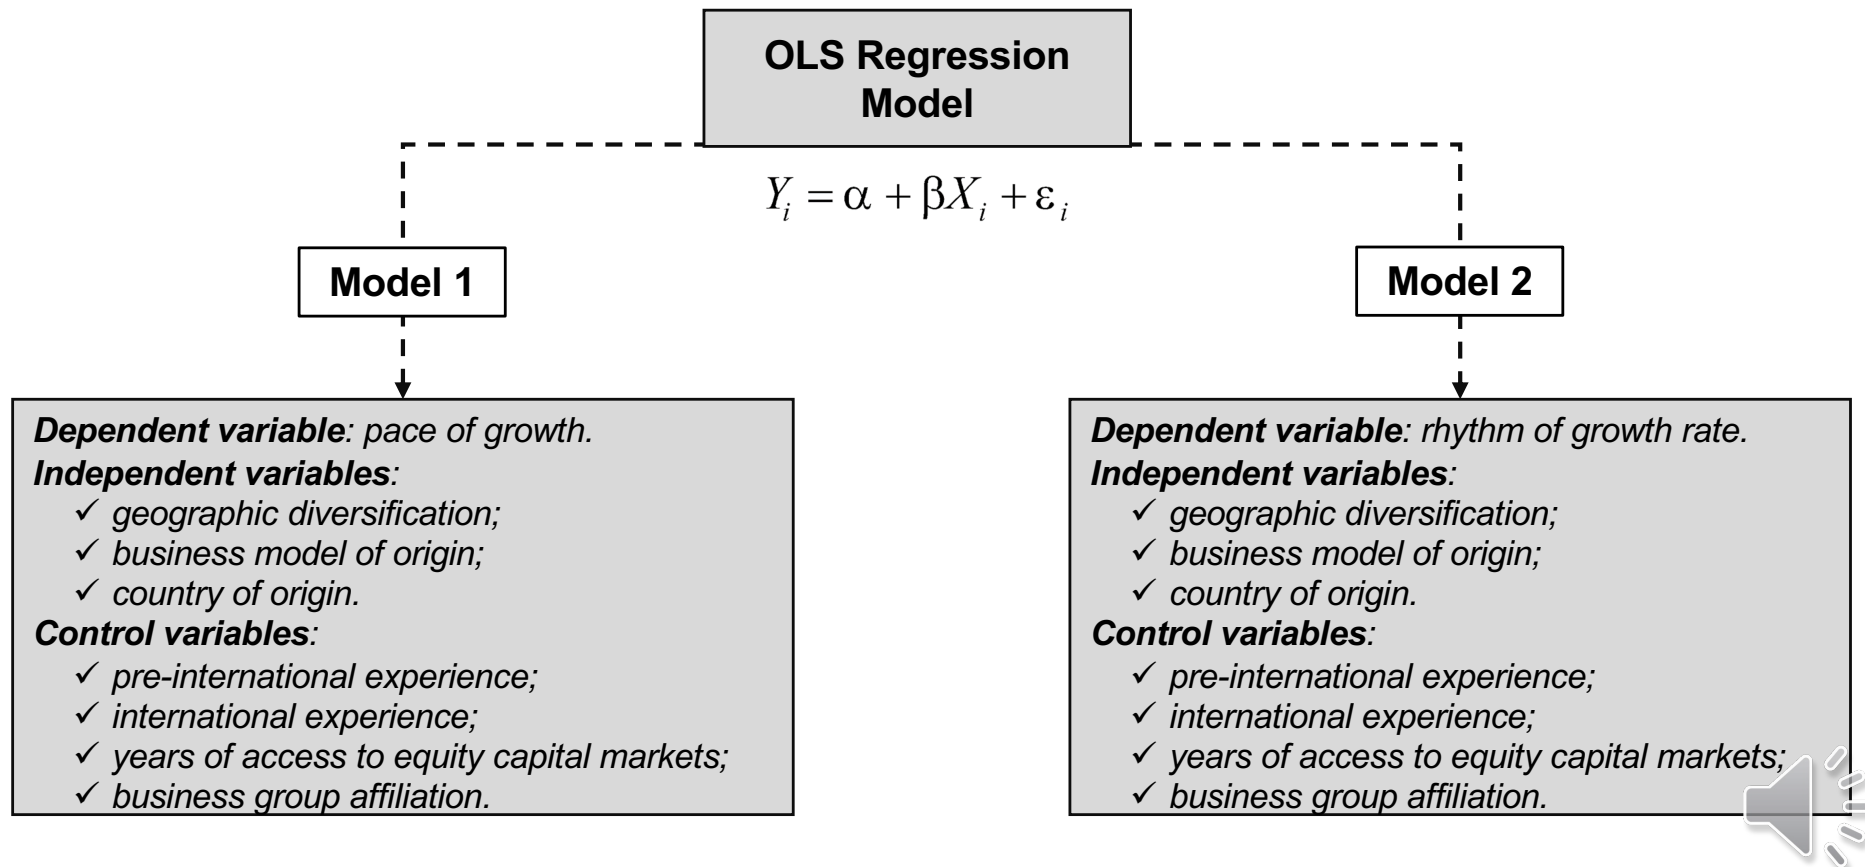 OLS Regression
Model
Y_i = α + βX_i + ε_i
Model 1
Dependent variable: pace of growth.
Independent variables:
✓ geographic diversification;
✓ business model of origin;
✓ country of origin.
Control variables:
✓ pre-international experience;
✓ international experience;
✓ years of access to equity capital markets;
✓ business group affiliation.
Model 2
Dependent variable: rhythm of growth rate.
Independent variables:
✓ geographic diversification;
✓ business model of origin;
✓ country of origin.
Control variables:
✓ pre-international experience;
✓ international experience;
✓ years of access to equity capital markets;
✓ business group affiliation.